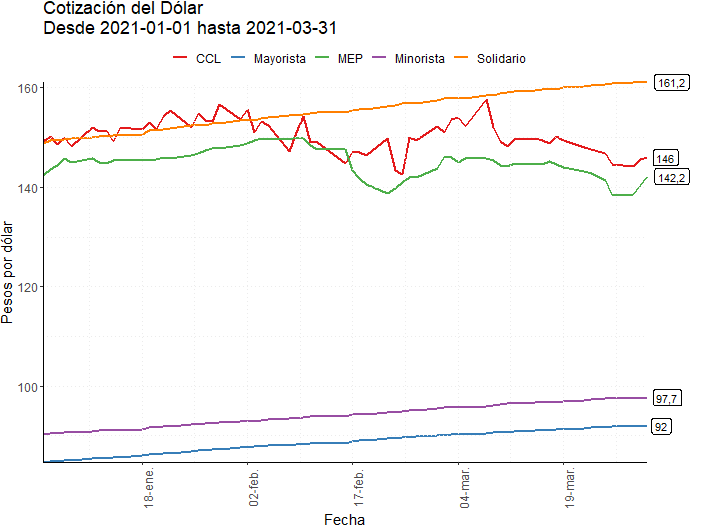 Cotización del Dólar
Desde 2021-01-01 hasta 2021-03-31
CCL Mayorista MEP Minorista Solidario
Pesos por dólar
160
140
120
100
161,2
146
142,2
97,7
92
18-ene.
02-feb.
17-feb.
04-mar.
19-mar.
Fecha